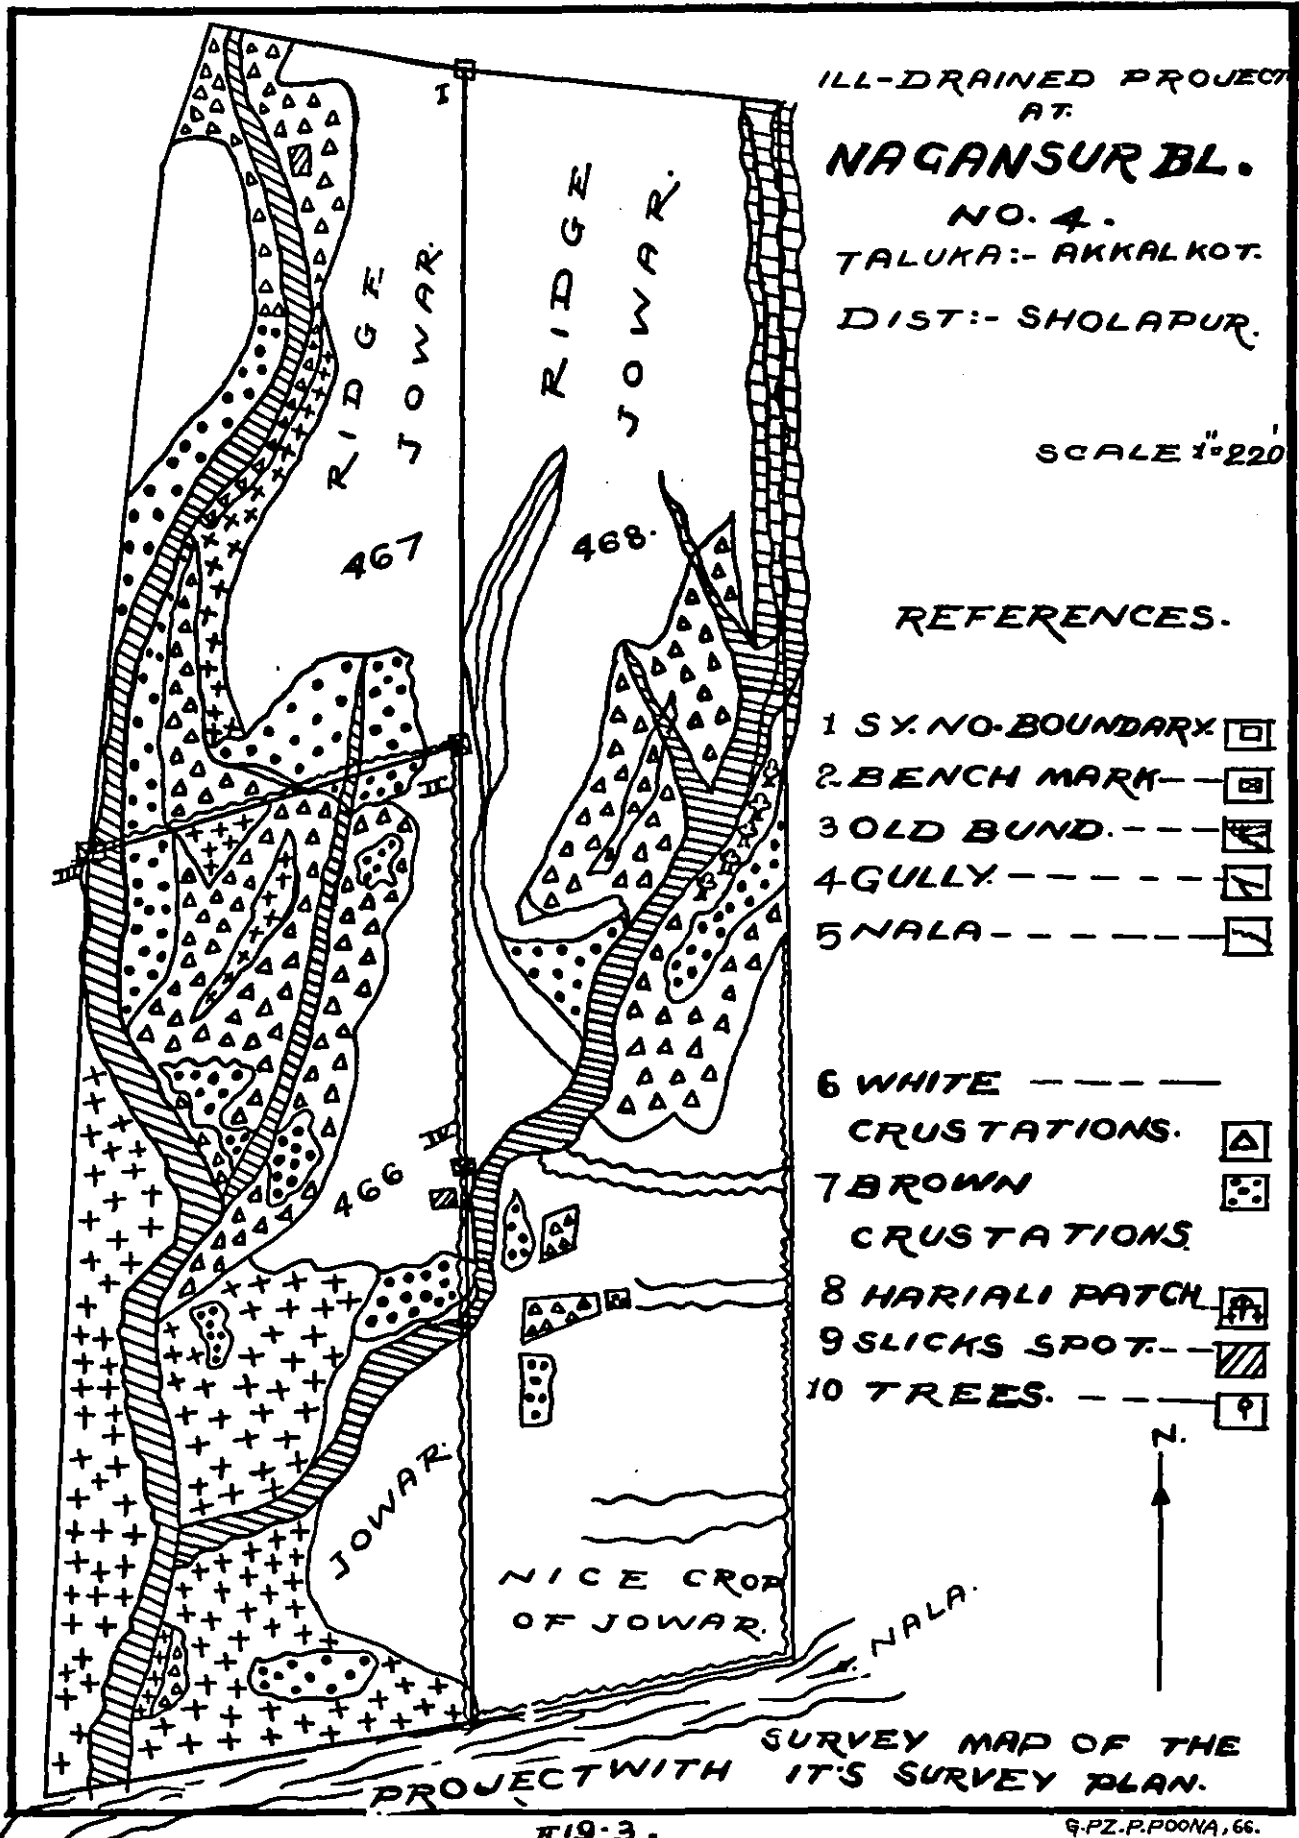 ILL-DRAINED PROJECT
AT.
NAGANSUR BL.
NO. 4.
TALUKA:- AKKALKOT.
DIST:- SHOLAPUR.
SCALE 1"=220'
I
RIDGE
JOWAR.
RIDGE
JOWAR.
467
468.
II
III
IV
466
JOWAR.
NICE CROP
OF JOWAR.
NALA.
REFERENCES.
1 SY. NO. BOUNDARY.
2 BENCH MARK
3 OLD BUND.
4 GULLY.
5 NALA
6 WHITE
CRUSTATIONS.
7 BROWN
CRUSTATIONS.
8 HARIALI PATCH
9 SLICKS SPOT.
10 TREES.
N.
SURVEY MAP OF THE
PROJECT WITH IT'S SURVEY PLAN.
FIG. 3.
G.P.Z.P. POONA, 66.